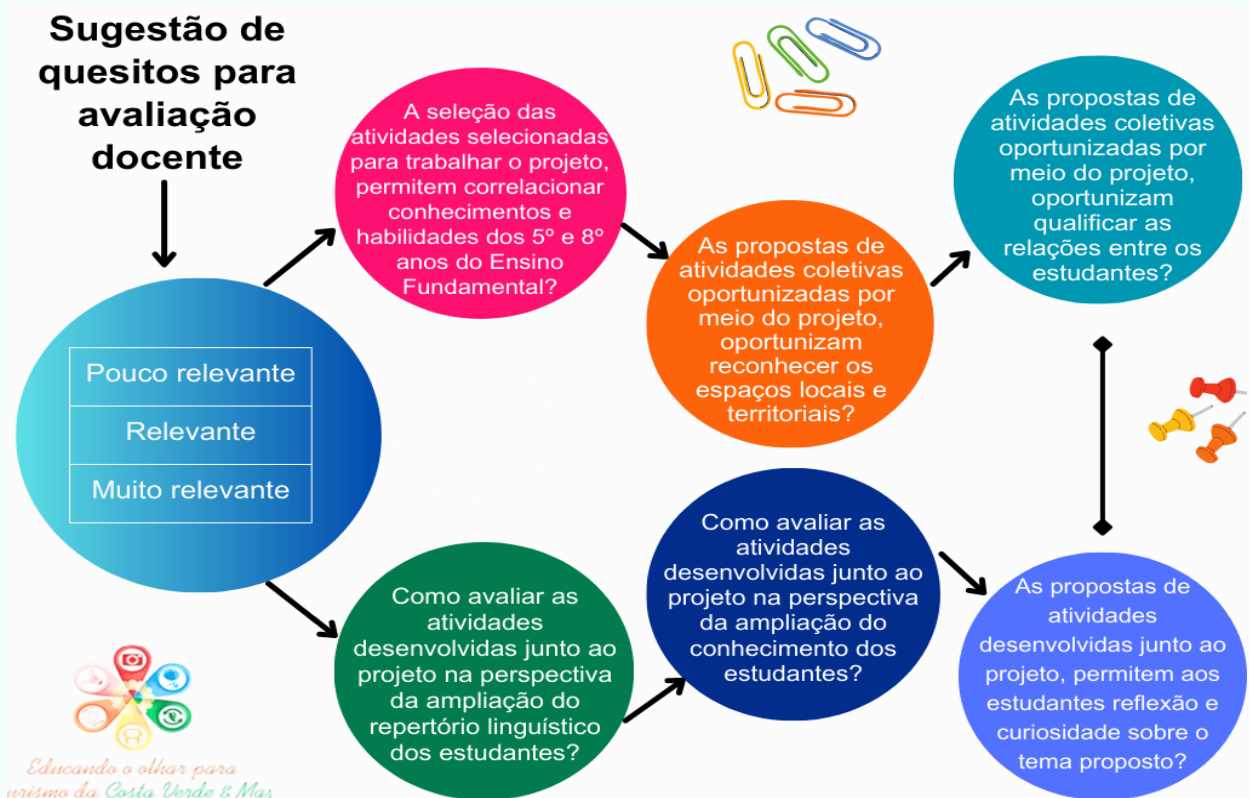 Sugestão de
quesitos para
avaliação
docente
Pouco relevante
Relevante
Muito relevante
A seleção das
atividades selecionadas
para trabalhar o projeto,
permitem correlacionar
conhecimentos e
habilidades dos 5º e 8º
anos do Ensino
Fundamental?
As propostas de
atividades coletivas
oportunizadas por
meio do projeto,
oportunizam
reconhecer os
espaços locais e
territoriais?
As propostas de
atividades coletivas
oportunizadas por
meio do projeto,
oportunizam
qualificar as
relações entre os
estudantes?
Como avaliar as
atividades
desenvolvidas junto ao
projeto na perspectiva
da ampliação do
repertório linguístico
dos estudantes?
Como avaliar as
atividades
desenvolvidas junto ao
projeto na perspectiva
da ampliação do
conhecimento dos
estudantes?
As propostas de
atividades
desenvolvidas junto ao
projeto, permitem aos
estudantes reflexão e
curiosidade sobre o
tema proposto?
Educando o olhar para
urismo da Costa Verde & Mar